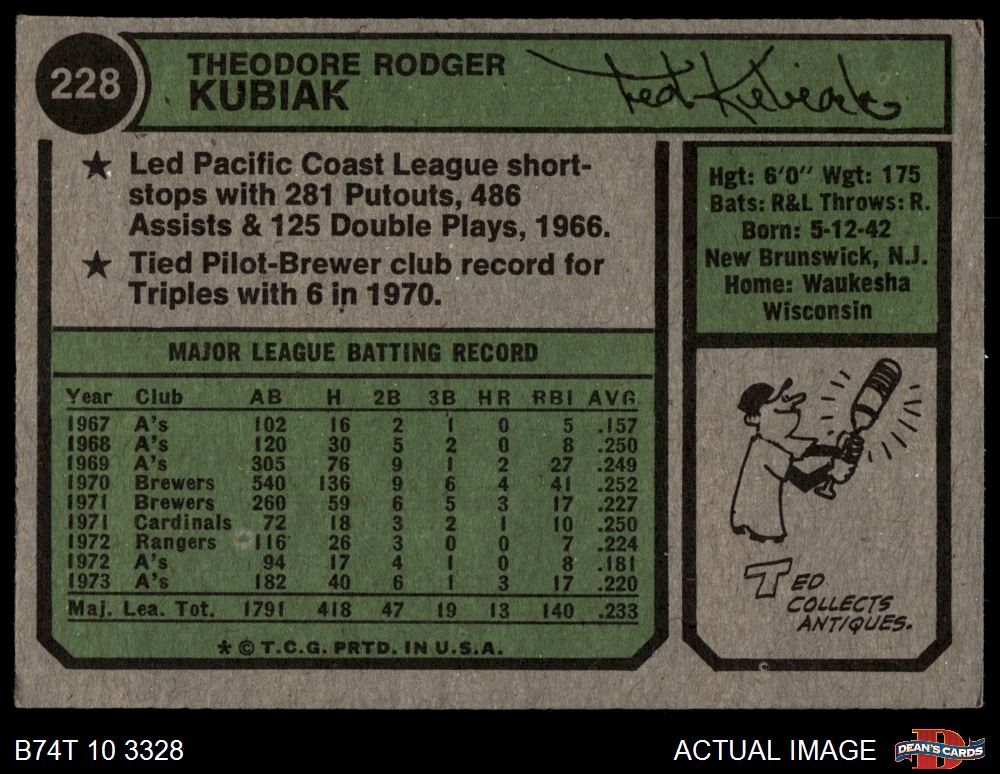 228
THEODORE RODGER
KUBIAK
Ted Kubiak
★ Led Pacific Coast League short-
stops with 281 Putouts, 486
Assists & 125 Double Plays, 1966.
★ Tied Pilot-Brewer club record for
Triples with 6 in 1970.
Hgt: 6'0" Wgt: 175
Bats: R&L Throws: R.
Born: 5-12-42
New Brunswick, N.J.
Home: Waukesha
Wisconsin
MAJOR LEAGUE BATTING RECORD
Year Club AB H 2B 3B HR RBI AVG
1967 A's 102 16 2 1 0 5 .157
1968 A's 120 30 5 2 0 8 .250
1969 A's 305 76 9 1 2 27 .249
1970 Brewers 540 136 9 6 4 41 .252
1971 Brewers 260 59 6 5 3 17 .227
1971 Cardinals 72 18 3 2 1 10 .250
1972 Rangers 116 26 3 0 0 7 .224
1972 A's 94 17 4 1 0 8 .181
1973 A's 182 40 6 1 3 17 .220
Maj. Lea. Tot. 1791 418 47 19 13 140 .233
* © T.C.G. PRTD. IN U.S.A.
TED
COLLECTS
ANTIQUES.
B74T 10 3328
ACTUAL IMAGE
DEAN'S CARDS